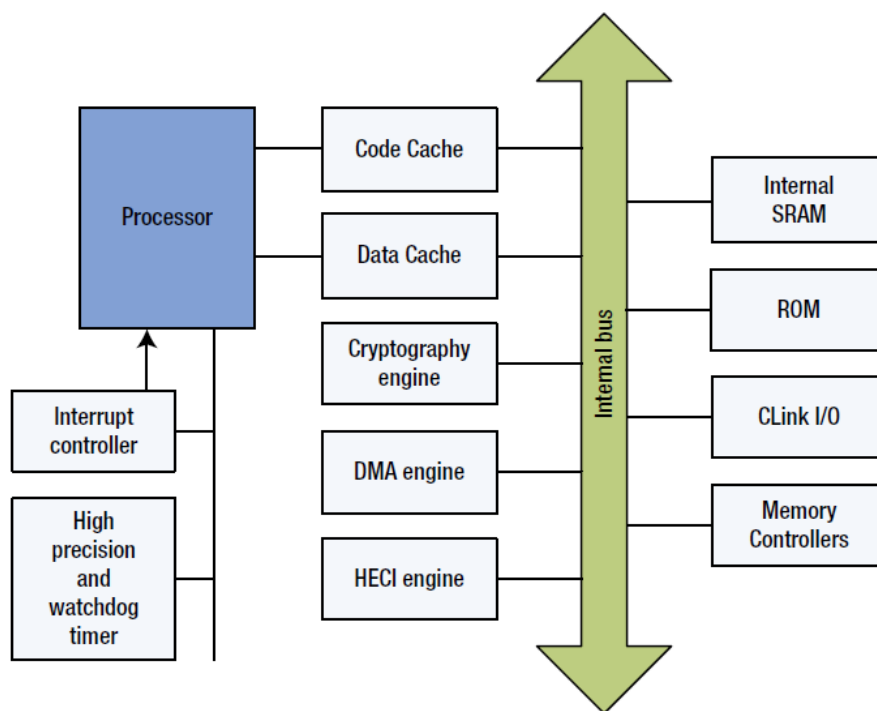 Processor
Code Cache
Data Cache
Cryptography
engine
DMA engine
HECI engine
Interrupt
controller
High
precision
and
watchdog
timer
Internal bus
Internal
SRAM
ROM
CLink I/O
Memory
Controllers